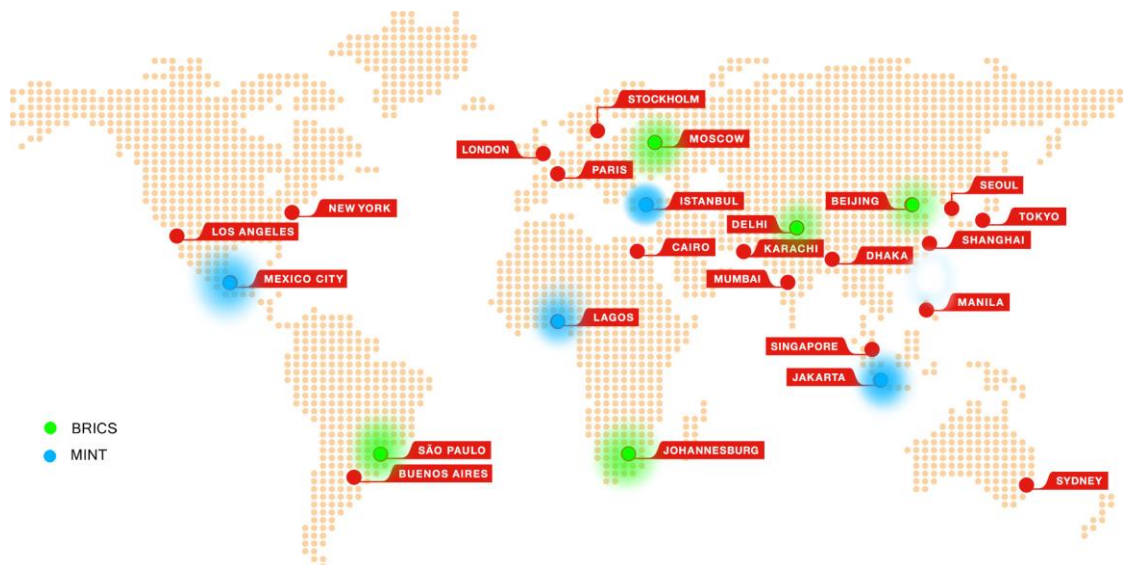 STOCKHOLM
MOSCOW
LONDON
PARIS
SEOUL
ISTANBUL
BEIJING
NEW YORK
TOKYO
DELHI
LOS ANGELES
SHANGHAI
CAIRO
KARACHI
DHAKA
MEXICO CITY
MUMBAI
MANILA
LAGOS
SINGAPORE
JAKARTA
BRICS
MINT
SÃO PAULO
JOHANNESBURG
BUENOS AIRES
SYDNEY